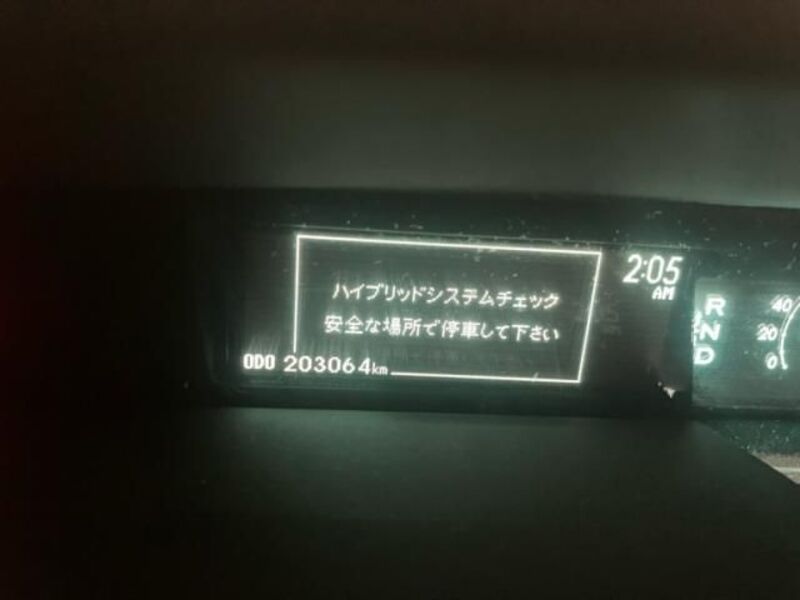 ハイブリッドシステムチェック
安全な場所で停車して下さい
ODO 203064km
2:05
AM
R
N
D
40
20
0